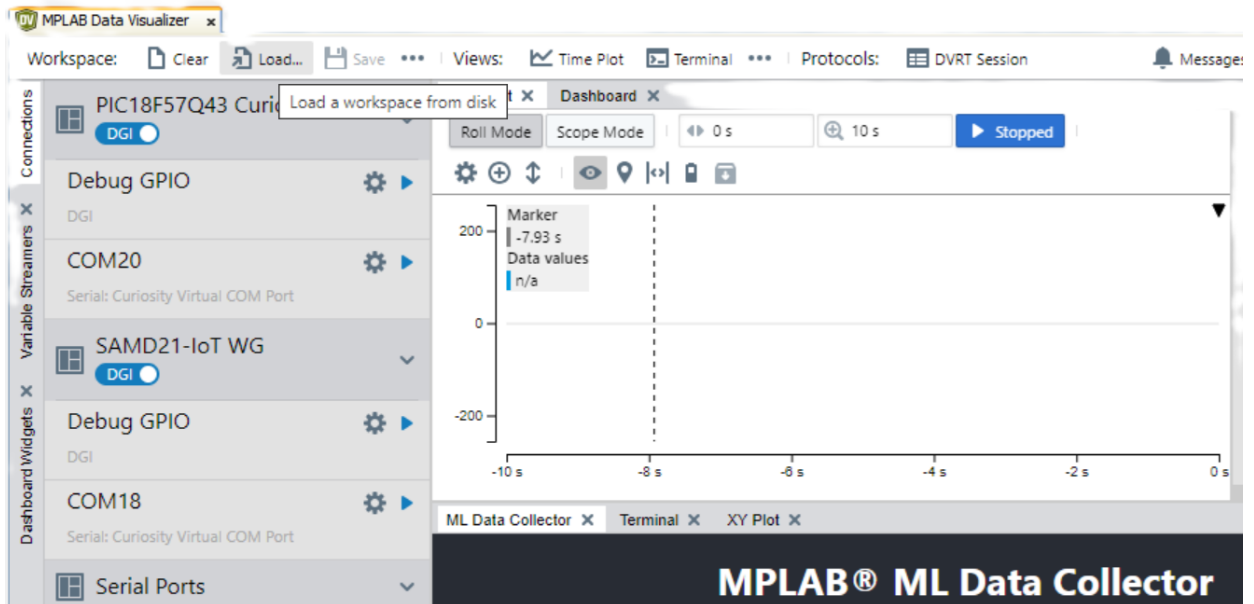 DV MPLAB Data Visualizer x
Workspace: Clear Load... Save ••• Views: Time Plot Terminal ••• Protocols: DVRT Session Messages
Connections
Variable Streamers
Dashboard Widgets
PIC18F57Q43
DGI
Load a workspace from disk
Debug GPIO
DGI
COM20
Serial: Curiosity Virtual COM Port
SAMD21-IoT WG
DGI
Debug GPIO
DGI
COM18
Serial: Curiosity Virtual COM Port
Serial Ports
Dashboard
Roll Mode Scope Mode 0 s 10 s Stopped
Marker
-7.93 s
Data values
n/a
200
0
-200
-10 s -8 s -6 s -4 s -2 s 0 s
ML Data Collector Terminal XY Plot
MPLAB® ML Data Collector